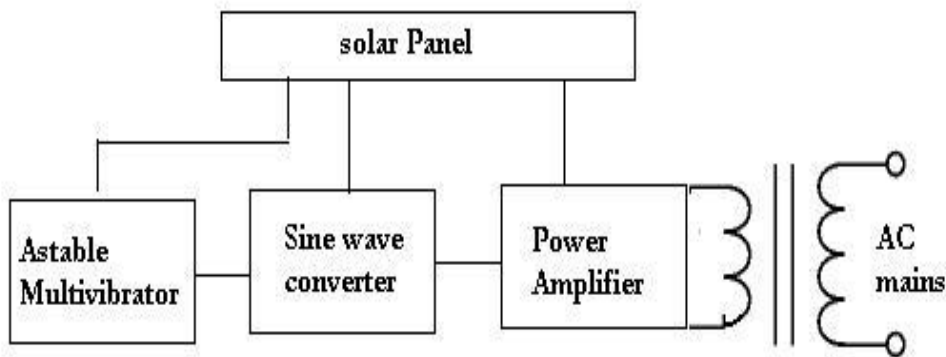 solar Panel
Astable
Multivibrator
Sine wave
converter
Power
Amplifier
AC
mains